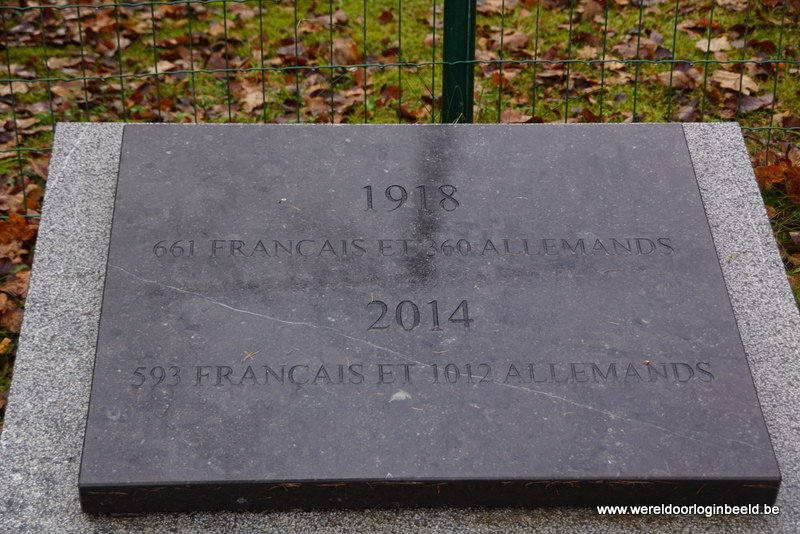 1918
661 FRANÇAIS ET 360 ALLEMANDS
2014
593 FRANÇAIS ET 1012 ALLEMANDS
www.wereldoorloginbeeld.be